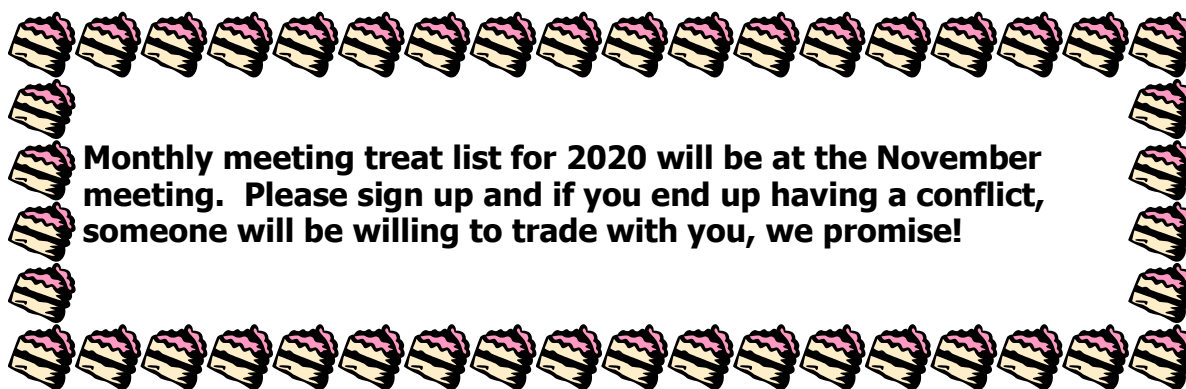 Monthly meeting treat list for 2020 will be at the November
meeting.  Please sign up and if you end up having a conflict,
someone will be willing to trade with you, we promise!